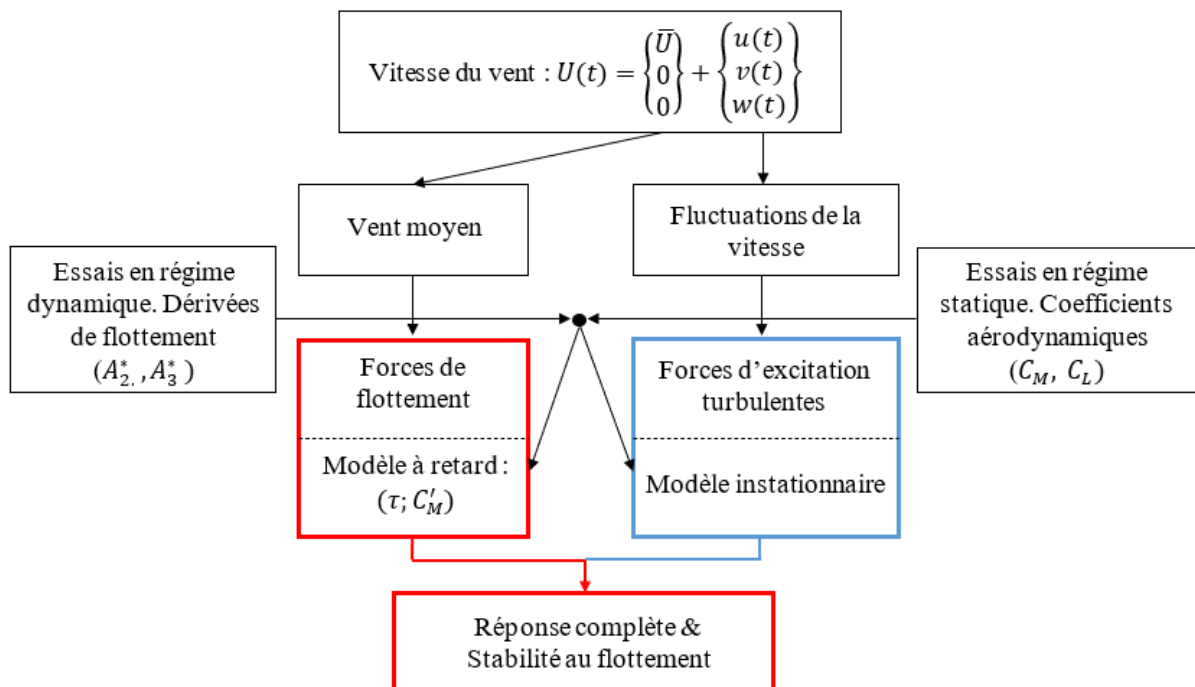 Vitesse du vent : U(t) = {Ū 0 0} + {u(t) v(t) w(t)}
Vent moyen
Fluctuations de la
vitesse
Essais en régime
dynamique. Dérivées
de flottement
(A₂*,, A₃*)
Essais en régime
statique. Coefficients
aérodynamiques
(C_M, C_L)
Forces de
flottement
Modèle à retard :
(τ; C'_M)
Forces d’excitation
turbulentes
Modèle instationnaire
Réponse complète &
Stabilité au flottement